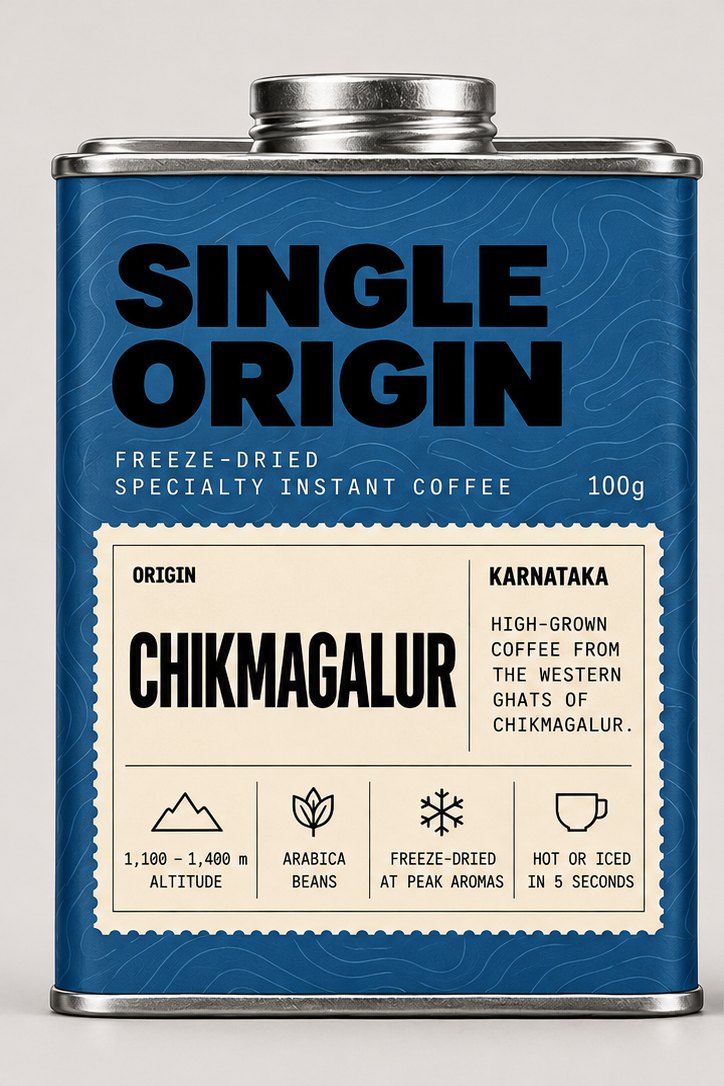 SINGLE
ORIGIN
FREEZE-DRIED
SPECIALTY INSTANT COFFEE
100g
ORIGIN
CHIKMAGALUR
KARNATAKA
HIGH-GROWN
COFFEE FROM
THE WESTERN
GHATS OF
CHIKMAGALUR.
1,100 – 1,400 m
ALTITUDE
ARABICA
BEANS
FREEZE-DRIED
AT PEAK AROMAS
HOT OR ICED
IN 5 SECONDS